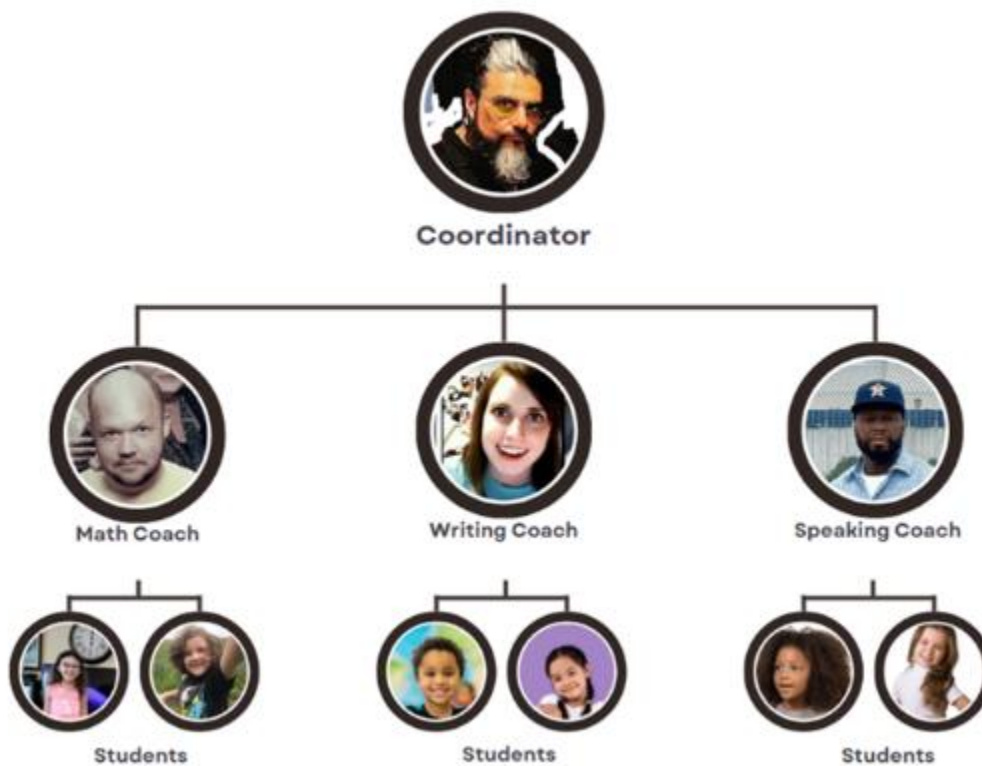 Coordinator
Math Coach
Writing Coach
Speaking Coach
Students
Students
Students